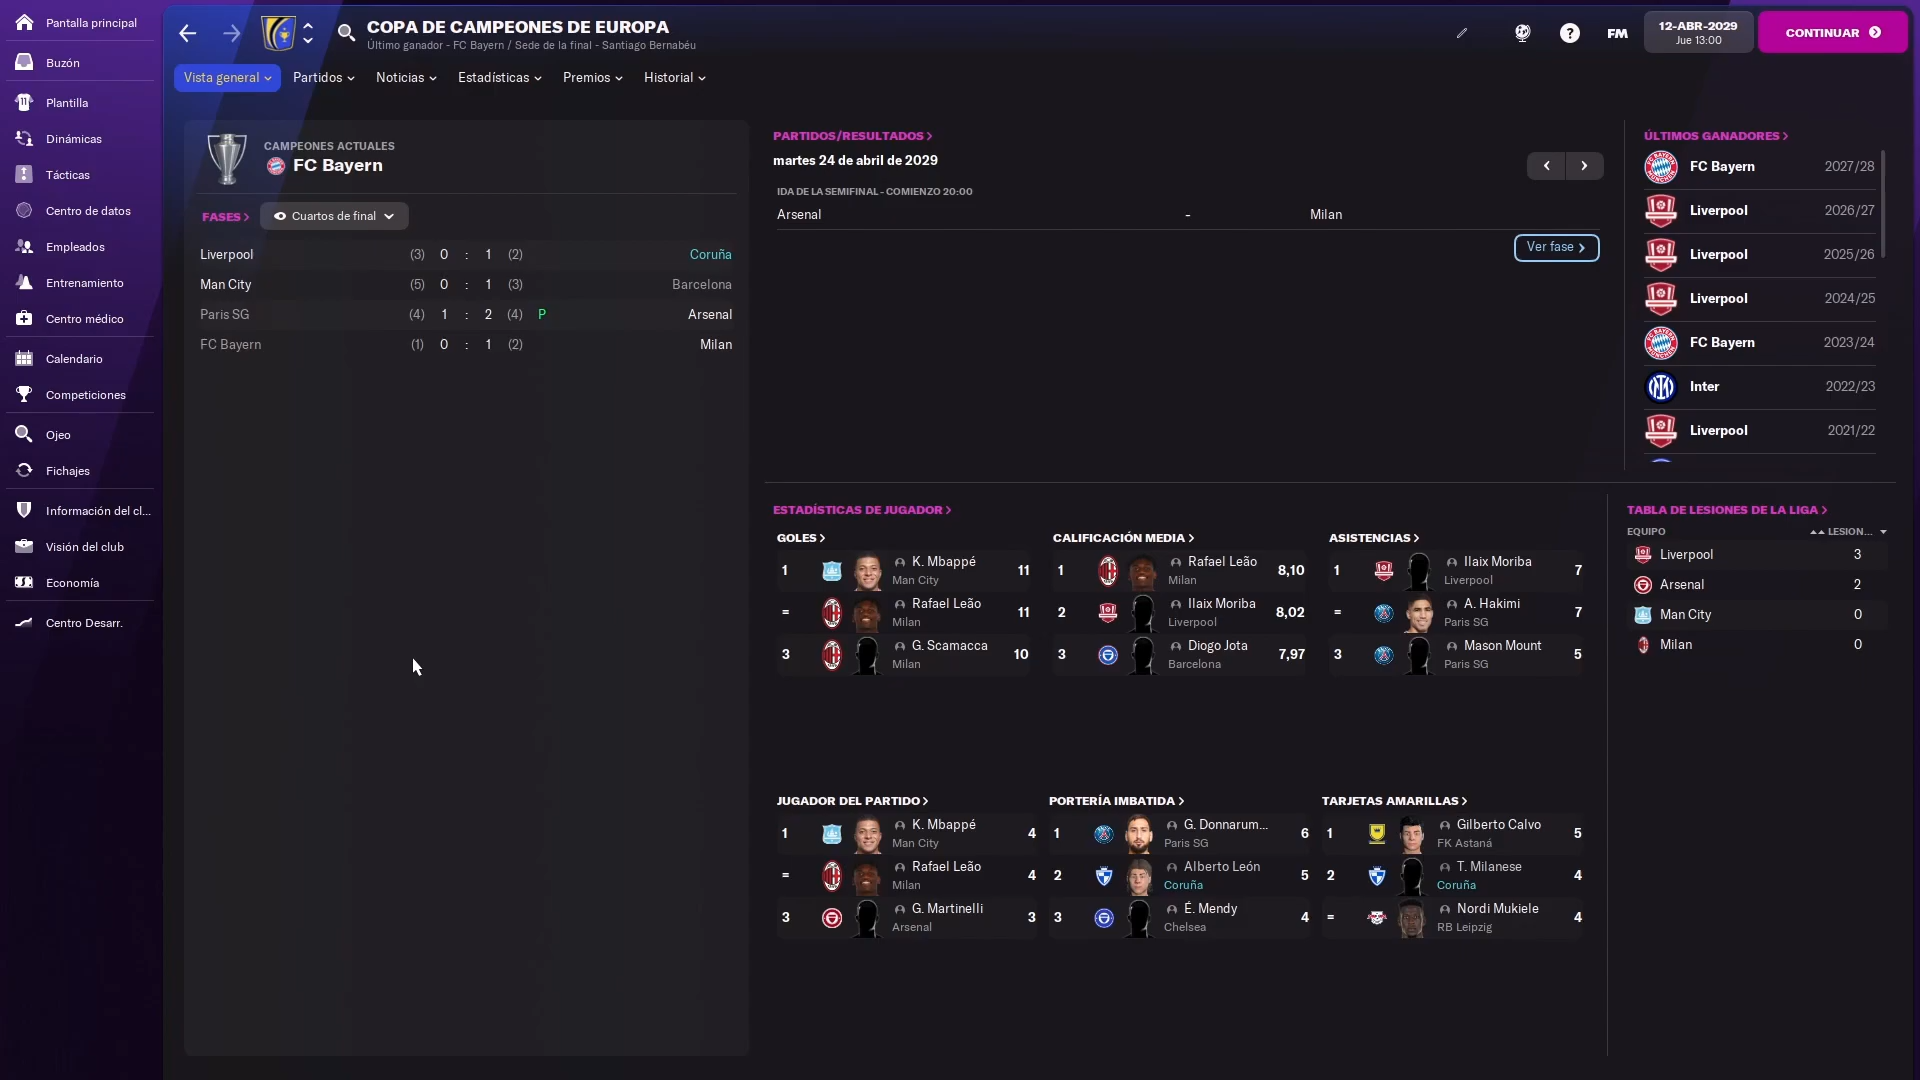 Pantalla principal
Buzón
Plantilla
Dinámicas
Tácticas
Centro de datos
Empleados
Entrenamiento
Centro médico
Calendario
Competiciones
Ojeo
Fichajes
Información del cl...
Visión del club
Economía
Centro Desarr.
COPA DE CAMPEONES DE EUROPA
Último ganador - FC Bayern / Sede de la final - Santiago Bernabéu
FM
12-ABR-2029
Jue 13:00
CONTINUAR
Vista general Partidos Noticias Estadísticas Premios Historial
CAMPEONES ACTUALES
FC Bayern
FASES Cuartos de final
Liverpool (3) 0 : 1 (2) Coruña
Man City (5) 0 : 1 (3) Barcelona
Paris SG (4) 1 : 2 (4) P Arsenal
FC Bayern (1) 0 : 1 (2) Milan
PARTIDOS/RESULTADOS
martes 24 de abril de 2029
IDA DE LA SEMIFINAL - COMIENZO 20:00
Arsenal - Milan
Ver fase
ÚLTIMOS GANADORES
FC Bayern 2027/28
Liverpool 2026/27
Liverpool 2025/26
Liverpool 2024/25
FC Bayern 2023/24
Inter 2022/23
Liverpool 2021/22
ESTADÍSTICAS DE JUGADOR
GOLES
1 K. Mbappé 11
Man City
= Rafael Leão 11
Milan
3 G. Scamacca 10
Milan
CALIFICACIÓN MEDIA
1 Rafael Leão 8,10
Milan
2 Ilaix Moriba 8,02
Liverpool
3 Diogo Jota 7,97
Barcelona
ASISTENCIAS
1 Ilaix Moriba 7
Liverpool
= A. Hakimi 7
Paris SG
3 Mason Mount 5
Paris SG
TABLA DE LESIONES DE LA LIGA
EQUIPO LESION...
Liverpool 3
Arsenal 2
Man City 0
Milan 0
JUGADOR DEL PARTIDO
1 K. Mbappé 4
Man City
= Rafael Leão 4
Milan
3 G. Martinelli 3
Arsenal
PORTERÍA IMBATIDA
1 G. Donnarum... 6
Paris SG
2 Alberto León 5
Coruña
3 É. Mendy 4
Chelsea
TARJETAS AMARILLAS
1 Gilberto Calvo 5
FK Astaná
2 T. Milanese 4
Coruña
= Nordi Mukiele 4
RB Leipzig